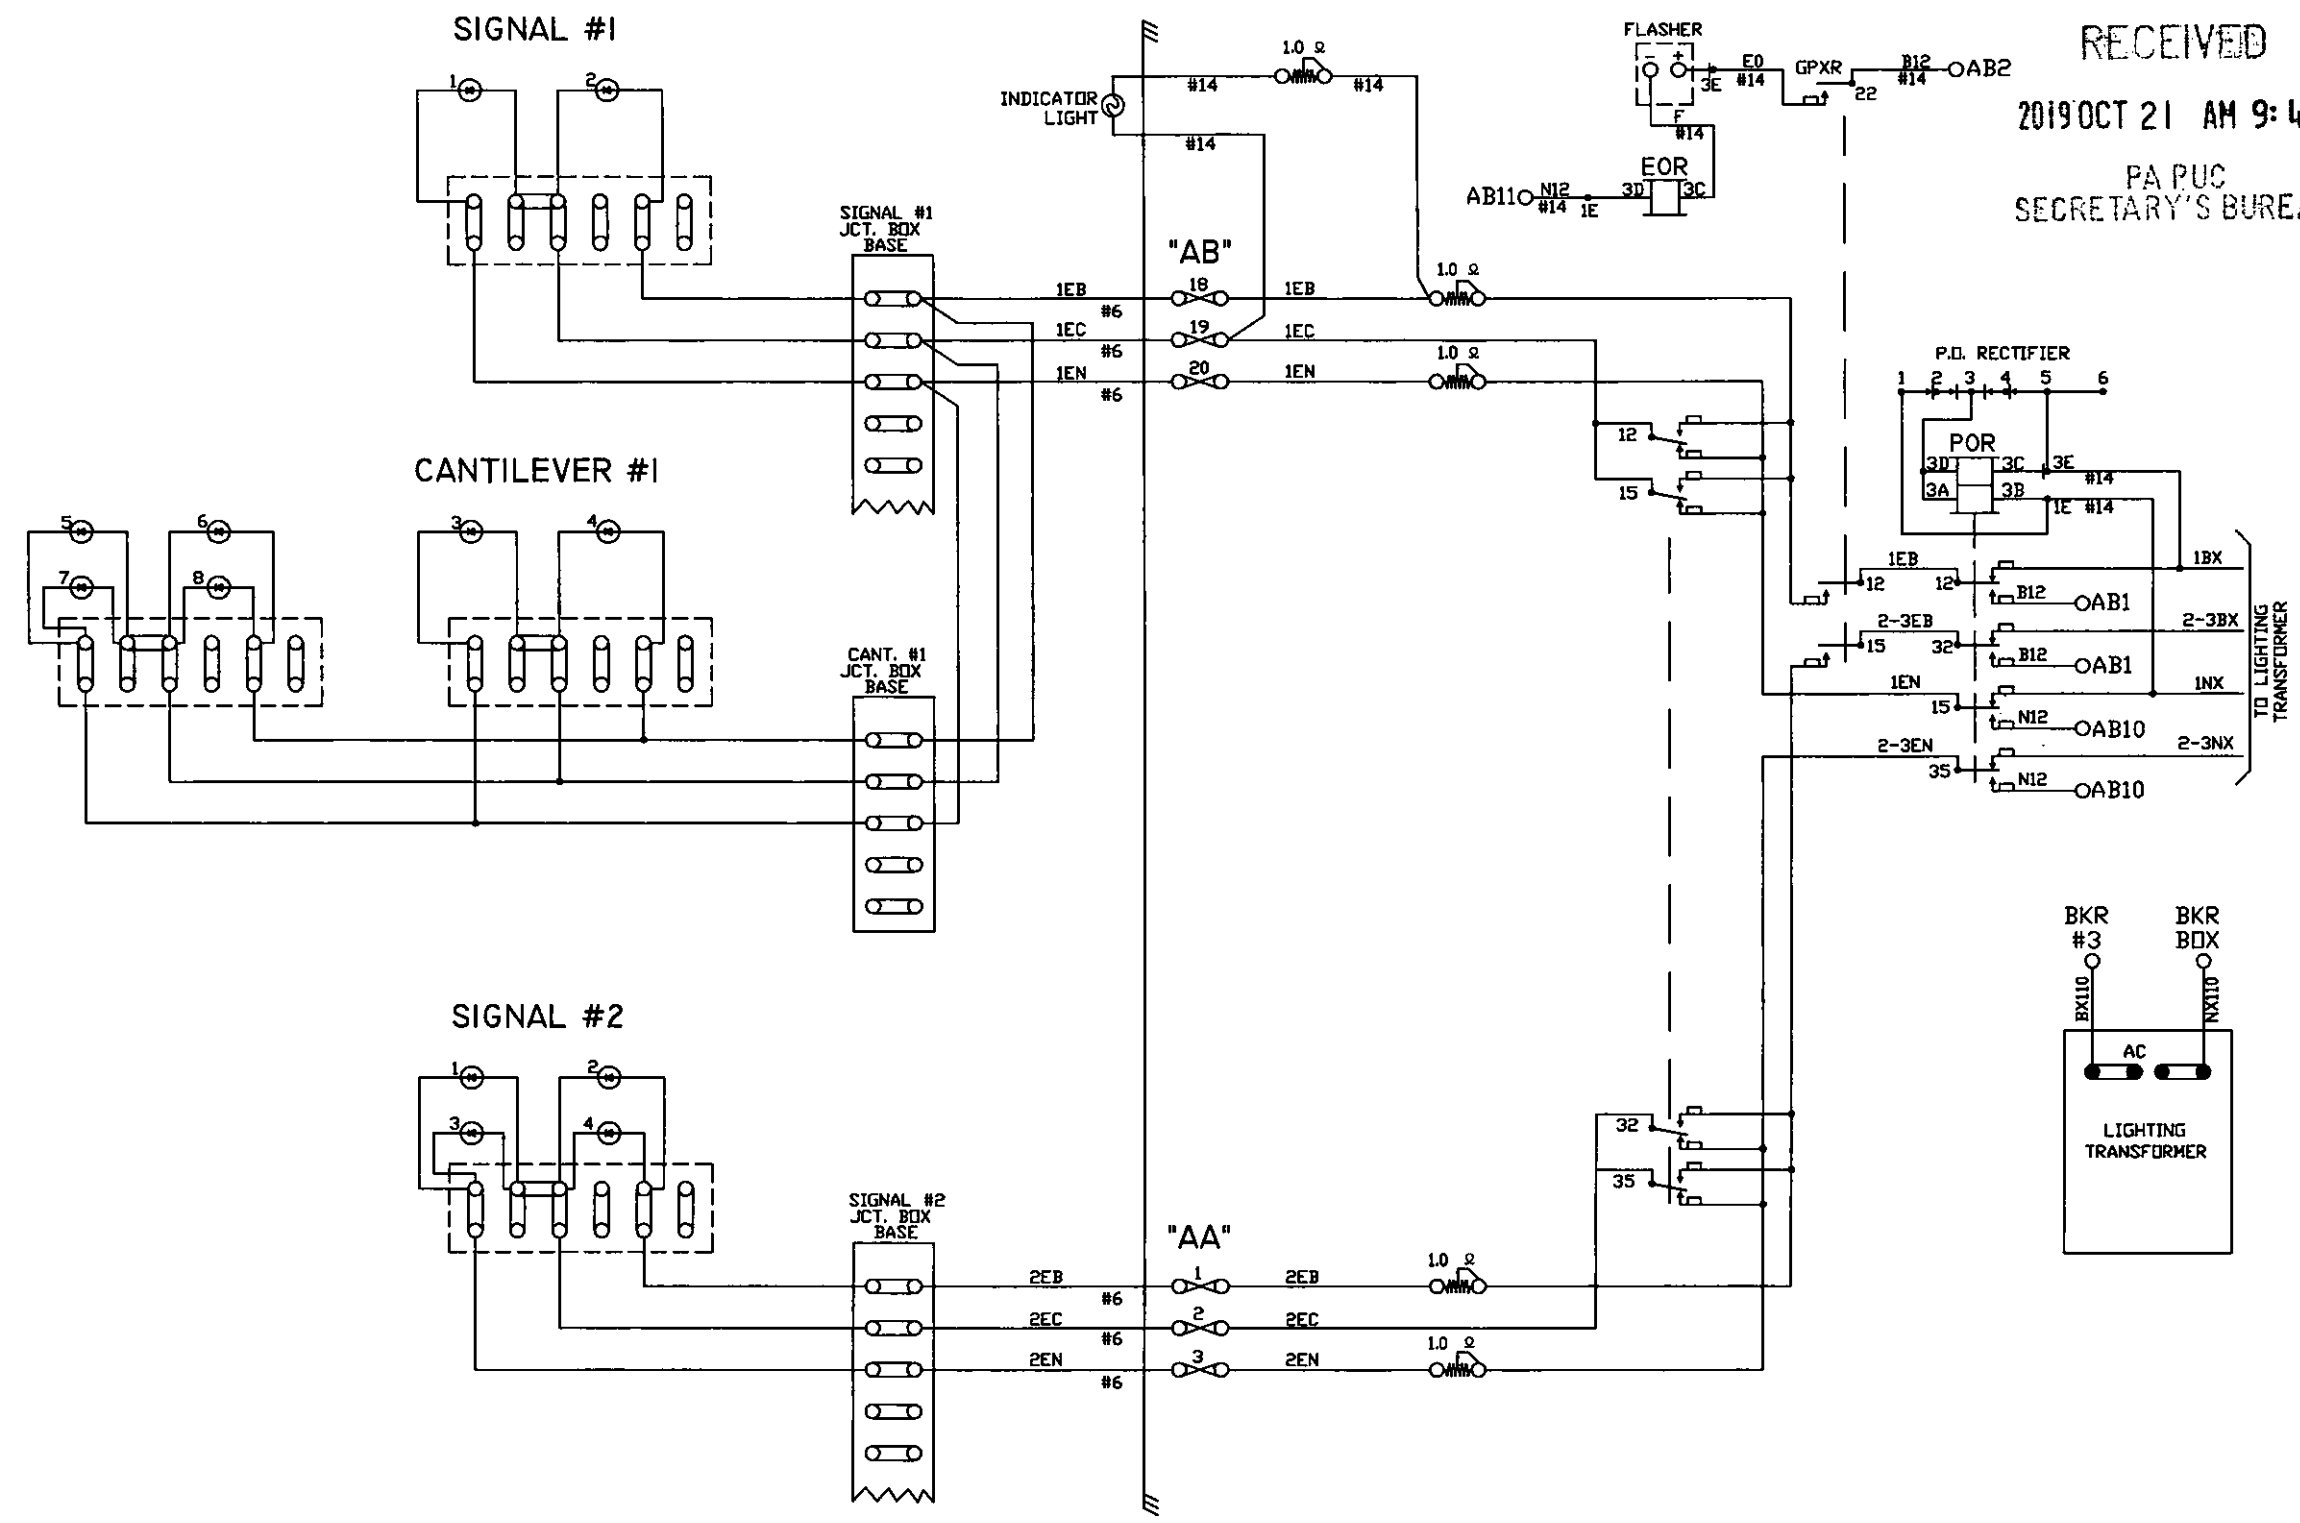 SIGNAL #1
1
2
INDICATOR
LIGHT
1.0 Ω
#14
#14
#14
FLASHER
- +
3E
E0
#14
GPXR
22
B12
#14
AB2
F
#14
EOR
AB11
N12
#14
1E
3D
3C
RECEIVED
2019 OCT 21 AM 9:
PA PUC
SECRETARY'S
SIGNAL #1
JCT. BOX
BASE
"AB"
1EB
#6
18
1EB
1.0 Ω
1EC
#6
19
1EC
1EN
#6
20
1EN
1.0 Ω
12
15
P.O. RECTIFIER
1 2 3 4 5 6
POR
3D
3C
3E
#14
3A
3B
1E #14
CANTILEVER #1
5
6
7
8
3
4
CANT. #1
JCT. BOX
BASE
1EB
12
12
1BX
B12
AB1
2-3EB
15
32
2-3BX
B12
AB1
1EN
15
1NX
N12
AB10
2-3EN
35
2-3NX
N12
AB10
TO LIGHTING
TRANSFORMER
BKR
#3
BKR
BOX
BX110
NX110
AC
LIGHTING
TRANSFORMER
SIGNAL #2
1
2
3
4
SIGNAL #2
JCT. BOX
BASE
"AA"
32
35
2EB
#6
1
2EB
1.0 Ω
2EC
#6
2
2EC
2EN
#6
3
2EN
1.0 Ω